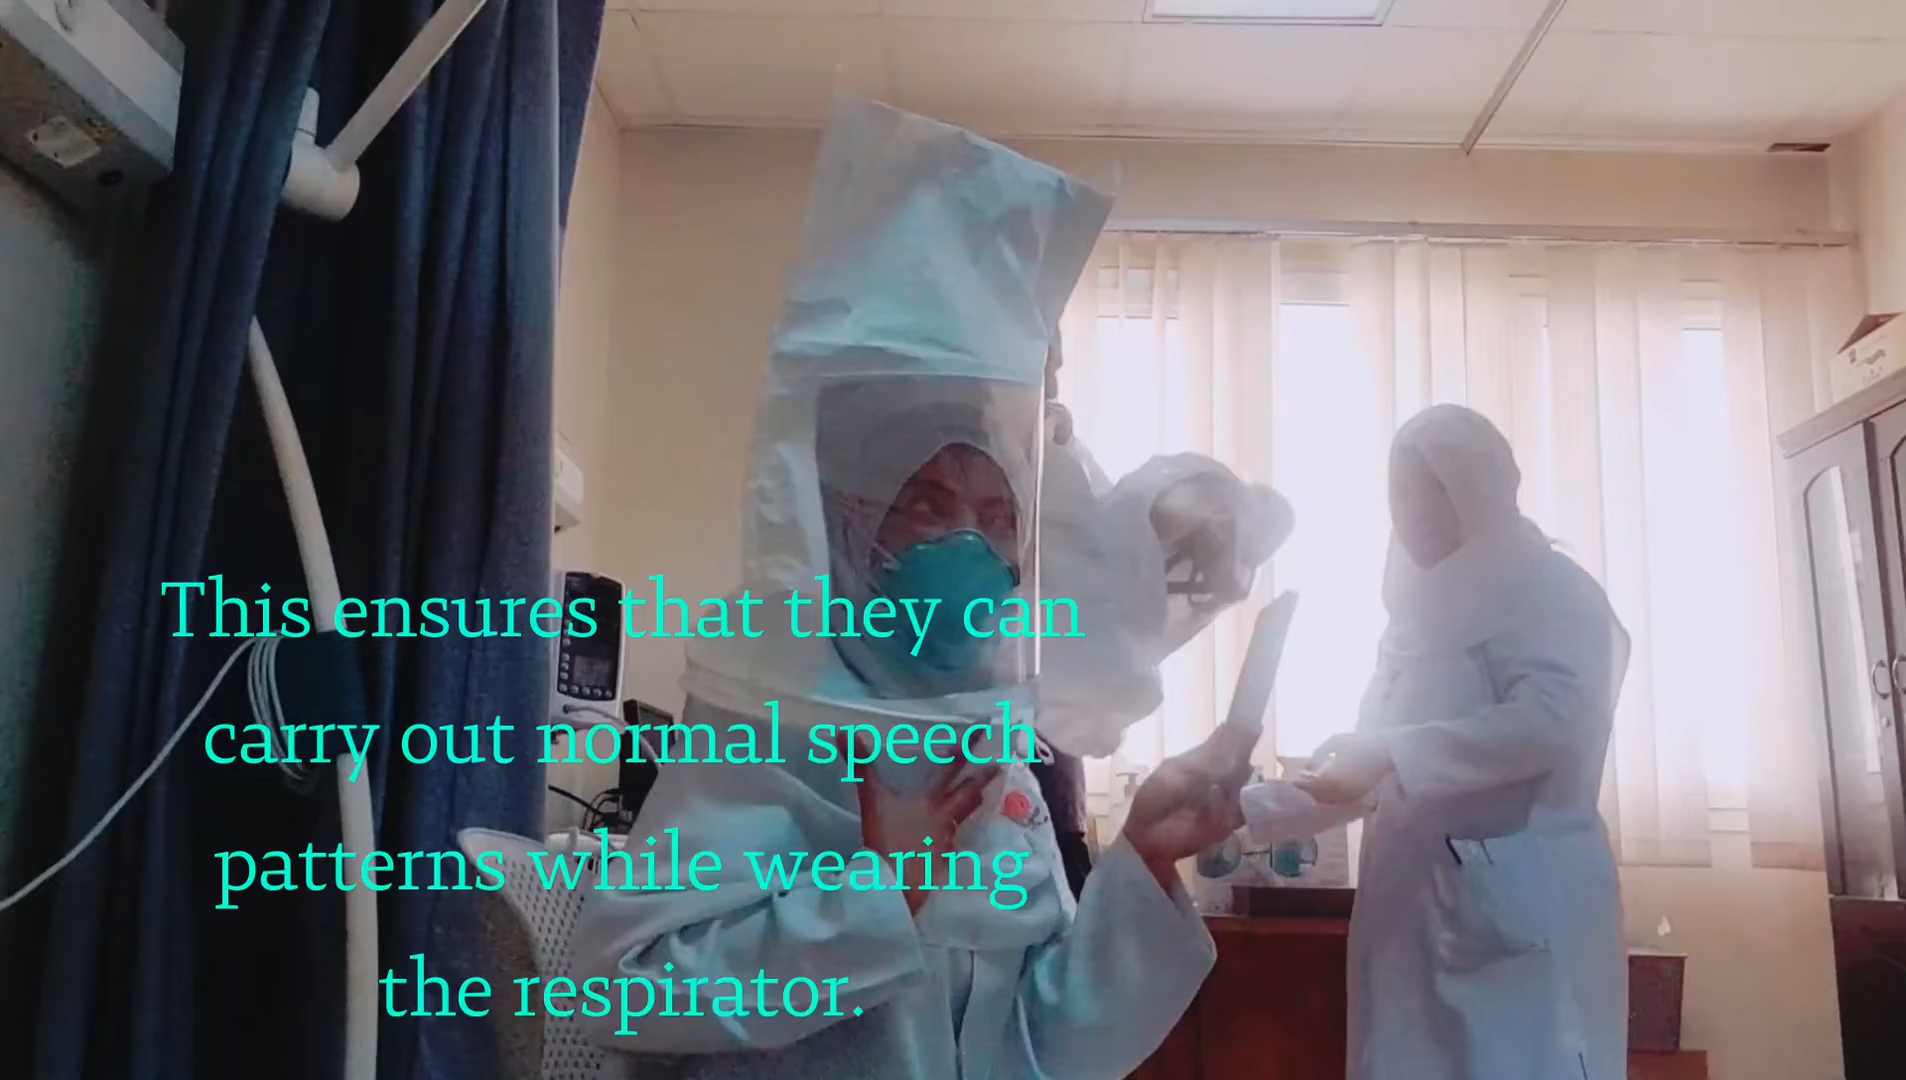 This ensures that they can
carry out normal speech
patterns while wearing
the respirator.